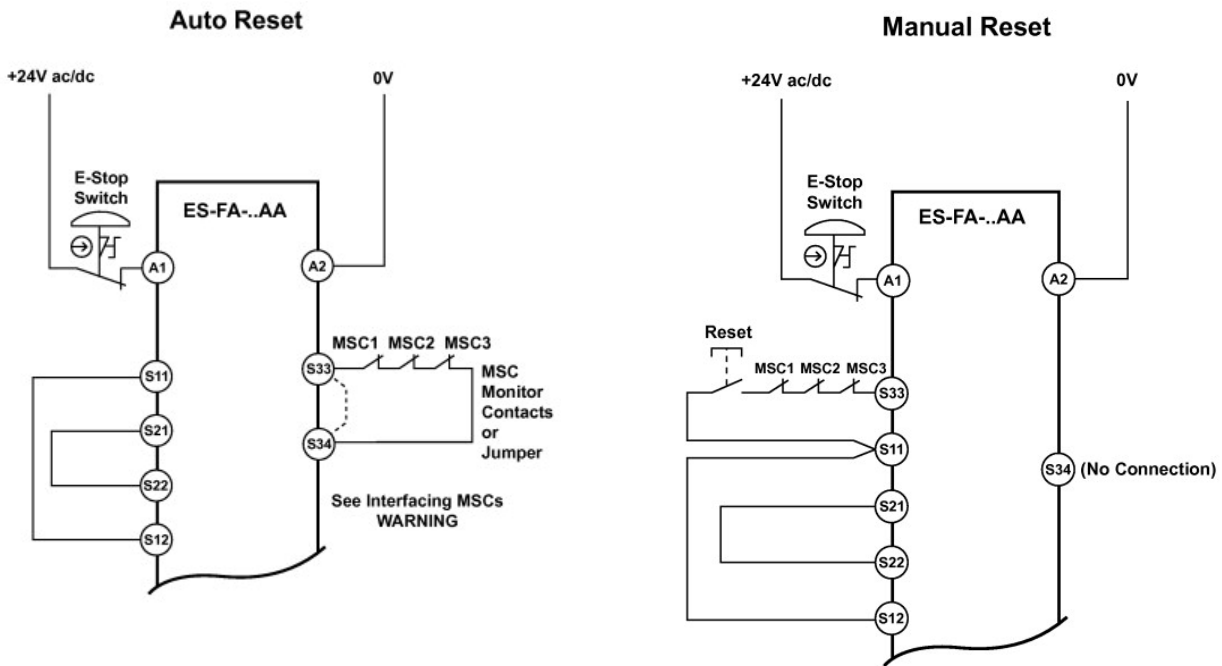 Auto Reset
+24V ac/dc
0V
E-Stop
Switch
ES-FA-..AA
A1
A2
MSC1 MSC2 MSC3
S33
S11
MSC
Monitor
Contacts
or
Jumper
S21
S34
S22
See Interfacing MSCs
WARNING
S12
Manual Reset
+24V ac/dc
0V
E-Stop
Switch
ES-FA-..AA
A1
A2
Reset
MSC1 MSC2 MSC3
S33
S11
S34 (No Connection)
S21
S22
S12